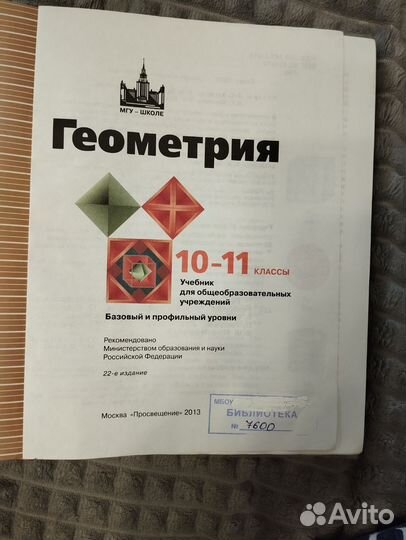 МГУ – ШКОЛЕ
Геометрия
10–11 КЛАССЫ
Учебник
для общеобразовательных
учреждений
Базовый и профильный уровни
Рекомендовано
Министерством образования и науки
Российской Федерации
22-е издание
Москва «Просвещение» 2013
МБОУ
БИБЛИОТЕКА
№ 7600
Avito